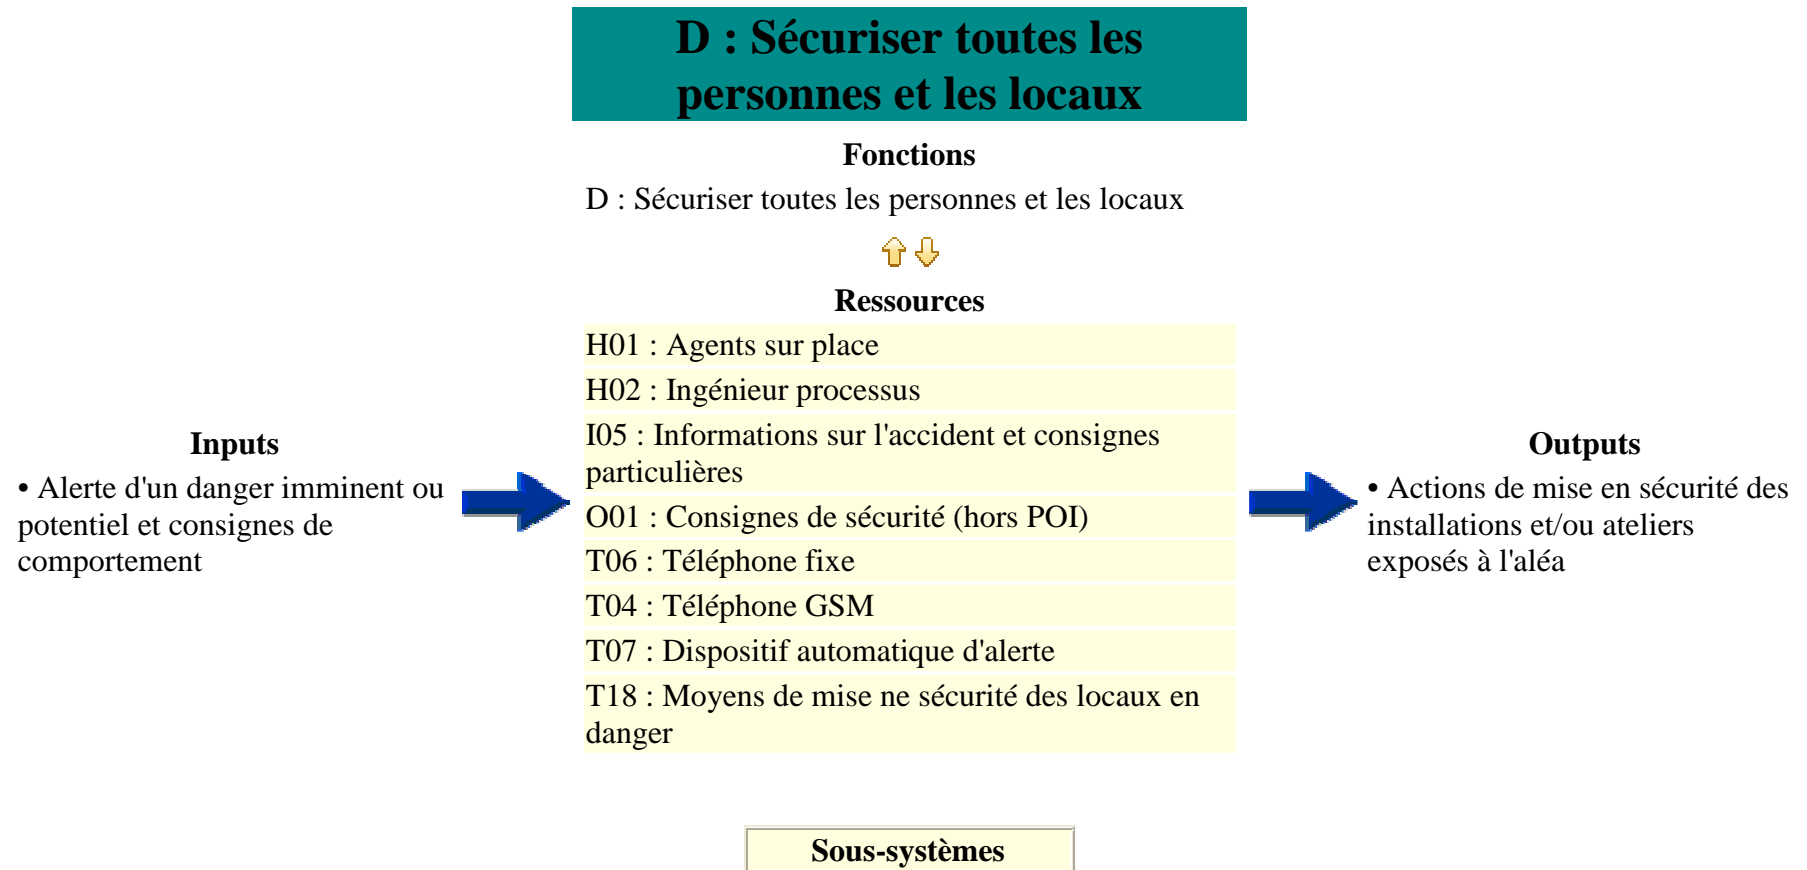 D : Sécuriser toutes les
personnes et les locaux
Fonctions
D : Sécuriser toutes les personnes et les locaux
Ressources
H01 : Agents sur place
H02 : Ingénieur processus
I05 : Informations sur l'accident et consignes
particulières
O01 : Consignes de sécurité (hors POI)
T06 : Téléphone fixe
T04 : Téléphone GSM
T07 : Dispositif automatique d'alerte
T18 : Moyens de mise ne sécurité des locaux en
danger
Inputs
• Alerte d'un danger imminent ou
potentiel et consignes de
comportement
Outputs
• Actions de mise en sécurité des
installations et/ou ateliers
exposés à l'aléa
Sous-systèmes